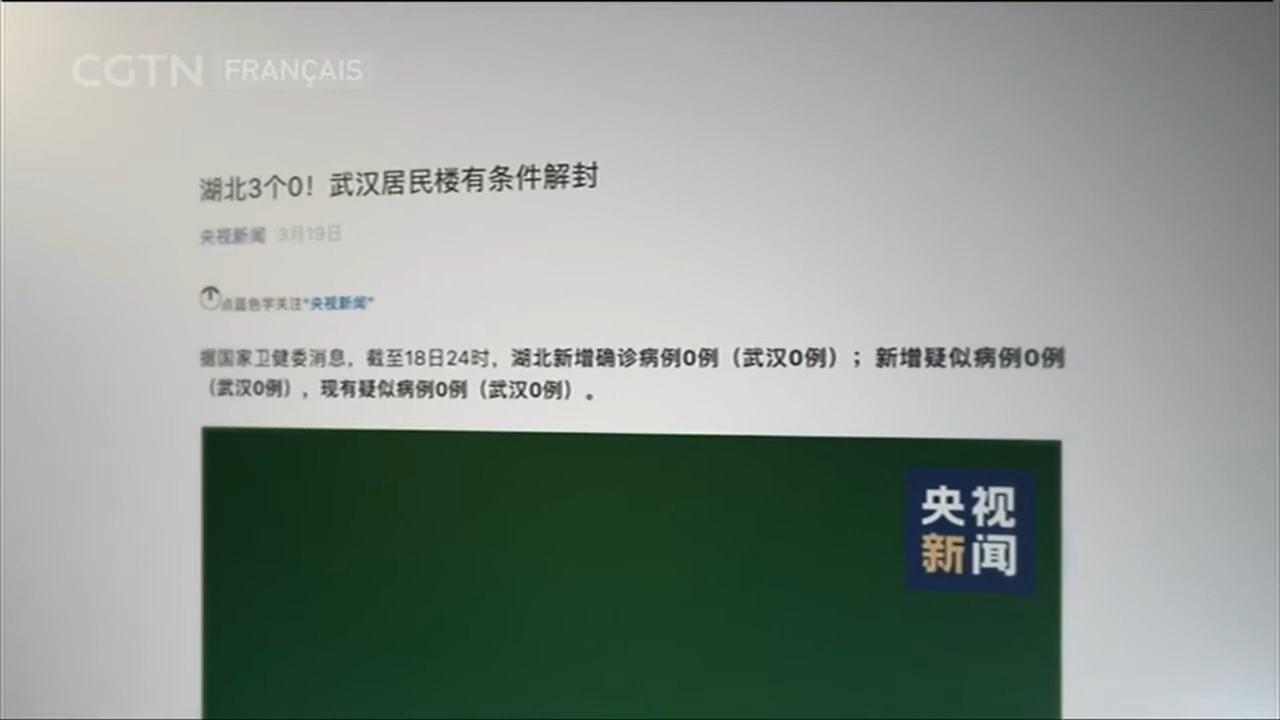 CGTN FRANÇAIS
湖北3个0！武汉居民楼有条件解封
央视新闻 3月19日
点蓝色字关注“央视新闻”
据国家卫健委消息，截至18日24时，湖北新增确诊病例0例（武汉0例）；新增疑似病例0例
（武汉0例），现有疑似病例0例（武汉0例）。
央视
新闻